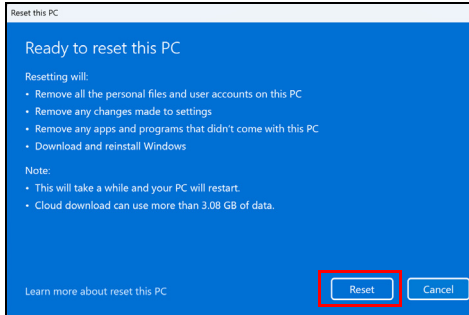 Reset this PC
Ready to reset this PC
Resetting will:
• Remove all the personal files and user accounts on this PC
• Remove any changes made to settings
• Remove any apps and programs that didn't come with this PC
• Download and reinstall Windows
Note:
• This will take a while and your PC will restart.
• Cloud download can use more than 3.08 GB of data.
Learn more about reset this PC
Reset
Cancel